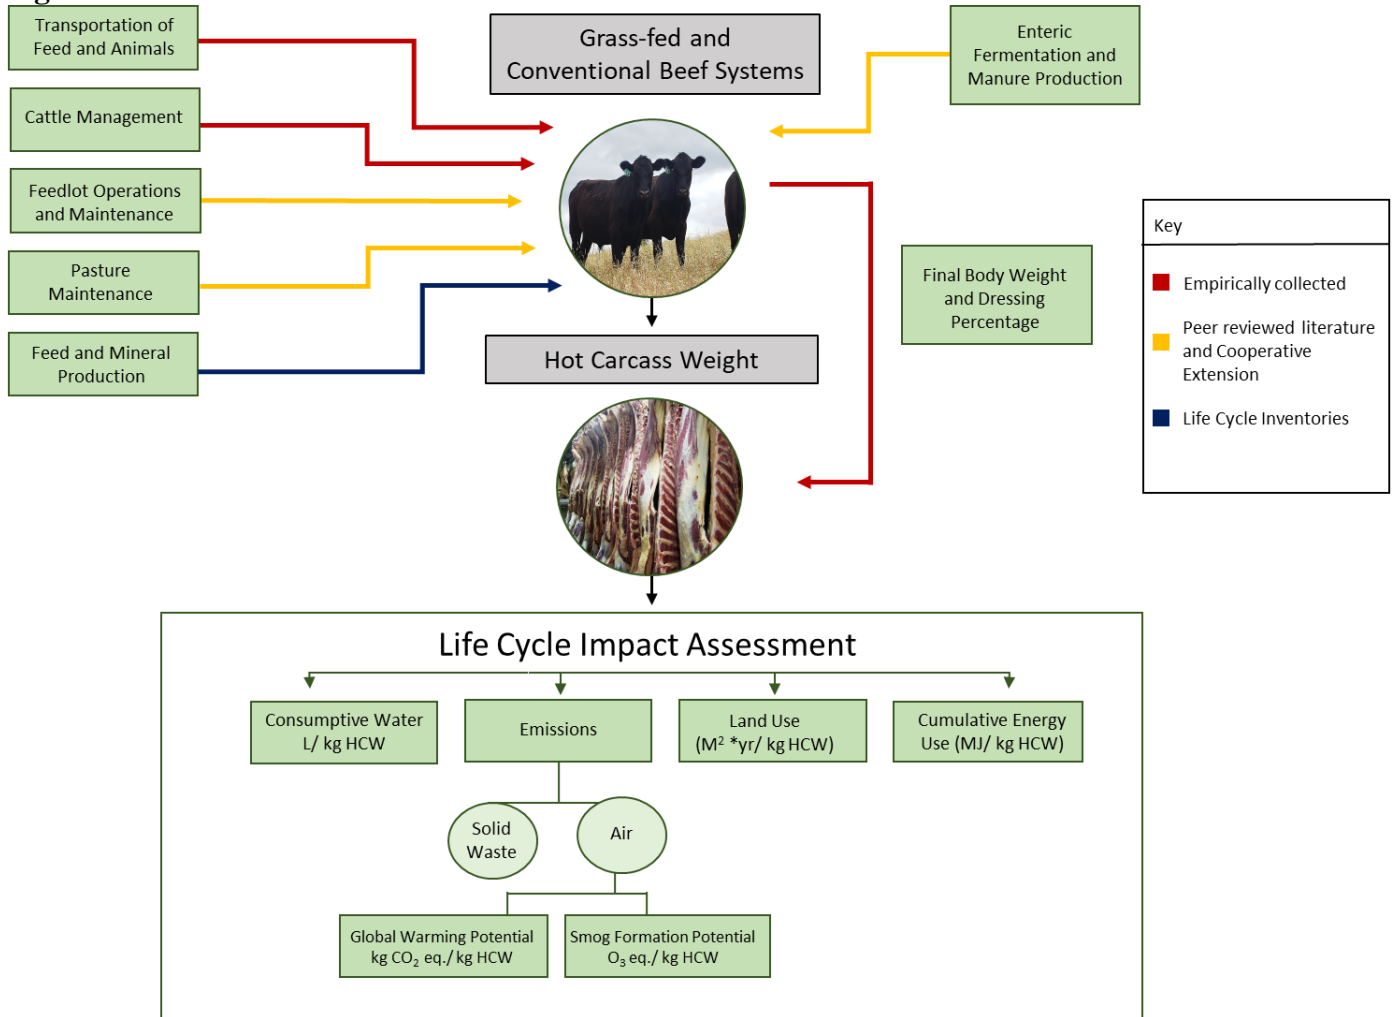 Transportation of
Feed and Animals
Cattle Management
Feedlot Operations
and Maintenance
Pasture
Maintenance
Feed and Mineral
Production
Grass-fed and
Conventional Beef Systems
Enteric
Fermentation and
Manure Production
Final Body Weight
and Dressing
Percentage
Key
Empirically collected
Peer reviewed literature
and Cooperative
Extension
Life Cycle Inventories
Hot Carcass Weight
Life Cycle Impact Assessment
Consumptive Water
L/ kg HCW
Emissions
Land Use
(M² *yr/ kg HCW)
Cumulative Energy
Use (MJ/ kg HCW)
Solid
Waste
Air
Global Warming Potential
kg CO₂ eq./ kg HCW
Smog Formation Potential
O₃ eq./ kg HCW